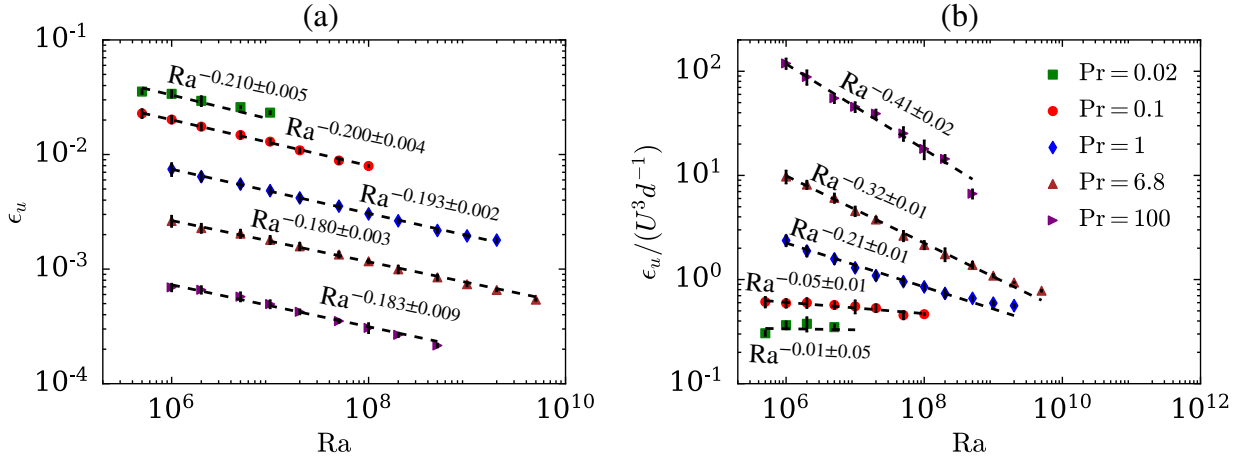 (a)
10^{-1}
10^{-2}
10^{-3}
10^{-4}
ϵ_u
Ra^{-0.210±0.005}
Ra^{-0.200±0.004}
Ra^{-0.193±0.002}
Ra^{-0.180±0.003}
Ra^{-0.183±0.009}
10^6 10^8 10^{10}
Ra
(b)
10^2
10^1
10^0
10^{-1}
ϵ_u/(U^3d^{-1})
Ra^{-0.41±0.02}
Ra^{-0.32±0.01}
Ra^{-0.21±0.01}
Ra^{-0.05±0.01}
Ra^{-0.01±0.05}
Pr = 0.02
Pr = 0.1
Pr = 1
Pr = 6.8
Pr = 100
10^6 10^8 10^{10} 10^{12}
Ra